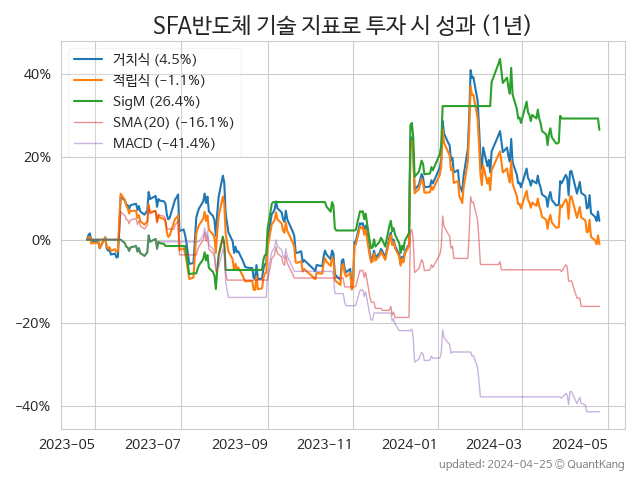 SFA반도체 기술 지표로 투자 시 성과 (1년)
거치식 (4.5%)
적립식 (−1.1%)
SigM (26.4%)
SMA(20) (−16.1%)
MACD (−41.4%)
40%
20%
0%
−20%
−40%
2023-05 2023-07 2023-09 2023-11 2024-01 2024-03 2024-05
updated: 2024-04-25 © QuantKang